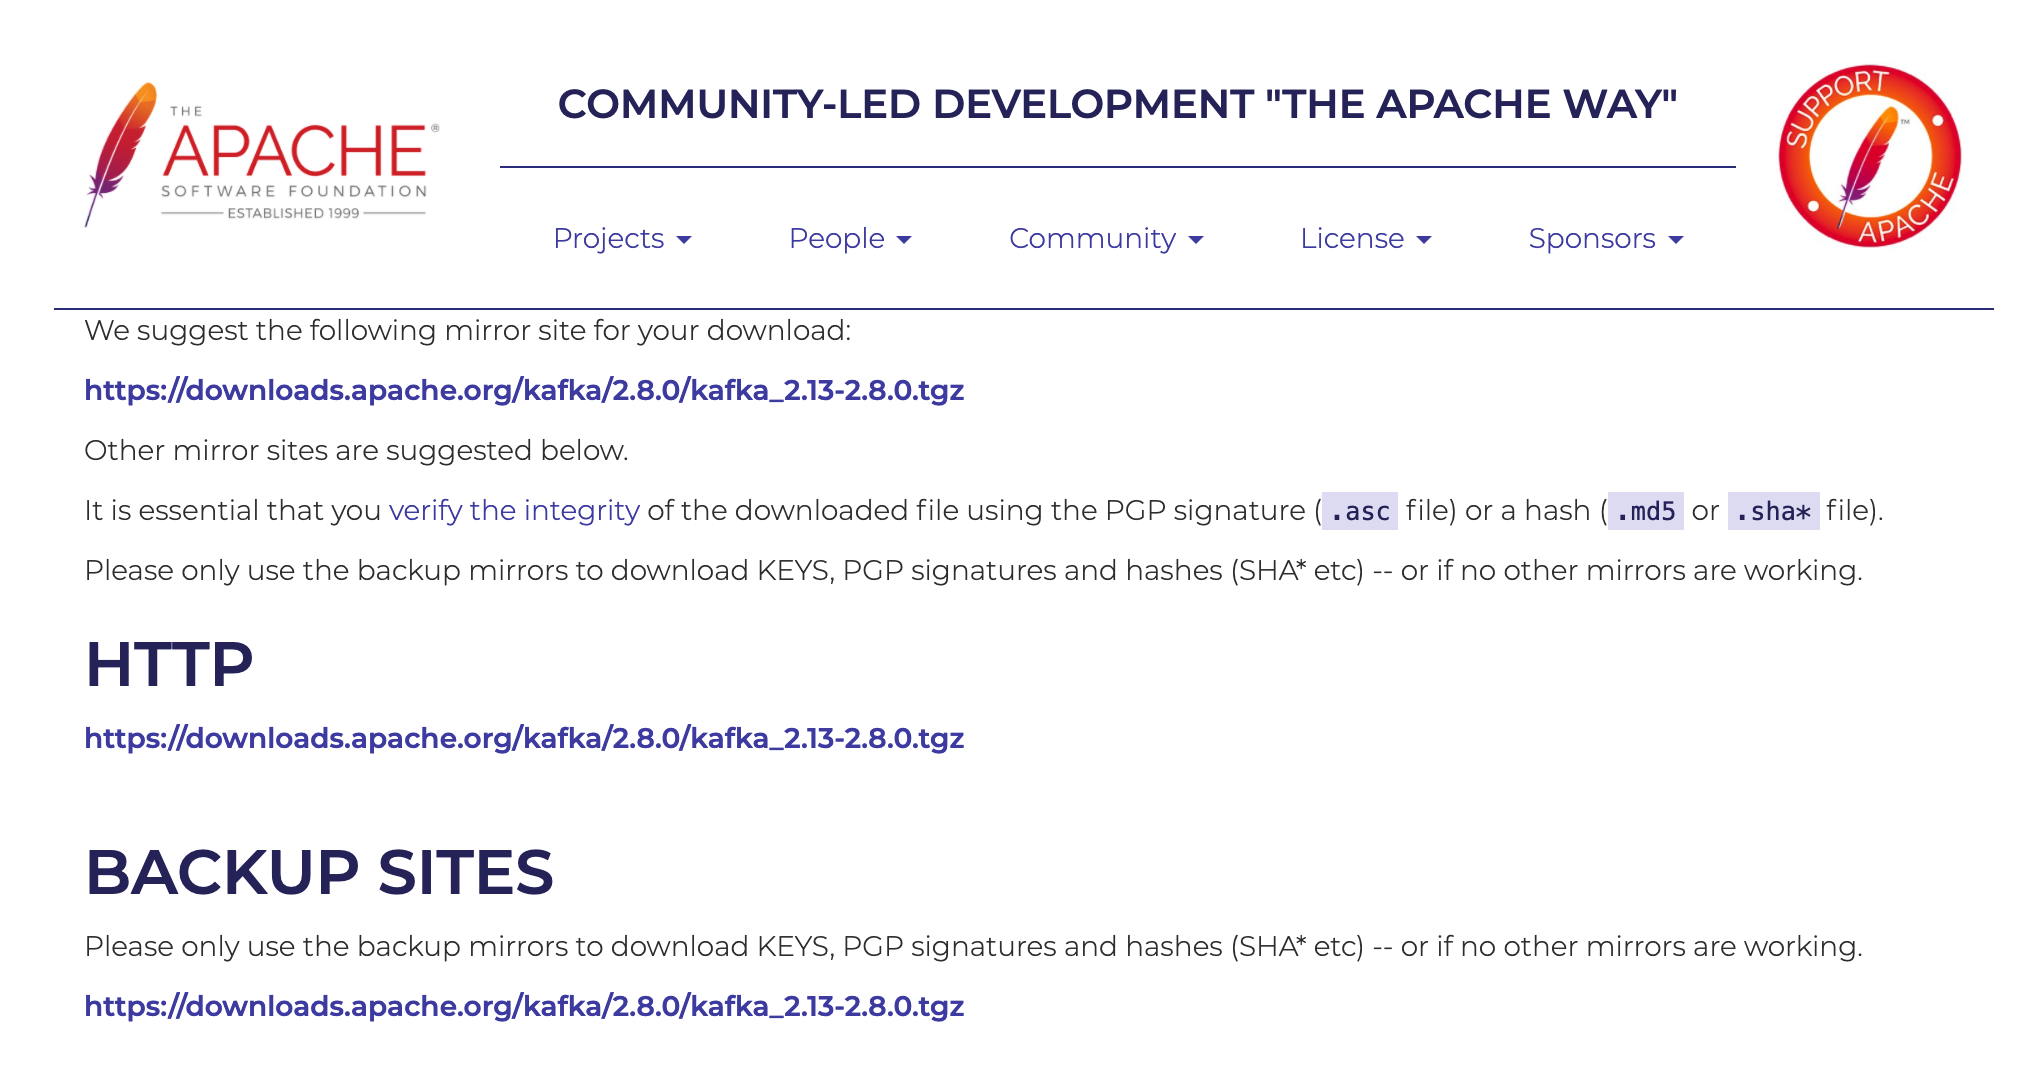 THE
APACHE®
SOFTWARE FOUNDATION
ESTABLISHED 1999
COMMUNITY-LED DEVELOPMENT "THE APACHE WAY"
SUPPORT
APACHE
™
Projects
People
Community
License
Sponsors
We suggest the following mirror site for your download:
https://downloads.apache.org/kafka/2.8.0/kafka_2.13-2.8.0.tgz
Other mirror sites are suggested below.
It is essential that you verify the integrity of the downloaded file using the PGP signature ( .asc file) or a hash ( .md5 or .sha* file).
Please only use the backup mirrors to download KEYS, PGP signatures and hashes (SHA* etc) -- or if no other mirrors are working.
HTTP
https://downloads.apache.org/kafka/2.8.0/kafka_2.13-2.8.0.tgz
BACKUP SITES
Please only use the backup mirrors to download KEYS, PGP signatures and hashes (SHA* etc) -- or if no other mirrors are working.
https://downloads.apache.org/kafka/2.8.0/kafka_2.13-2.8.0.tgz